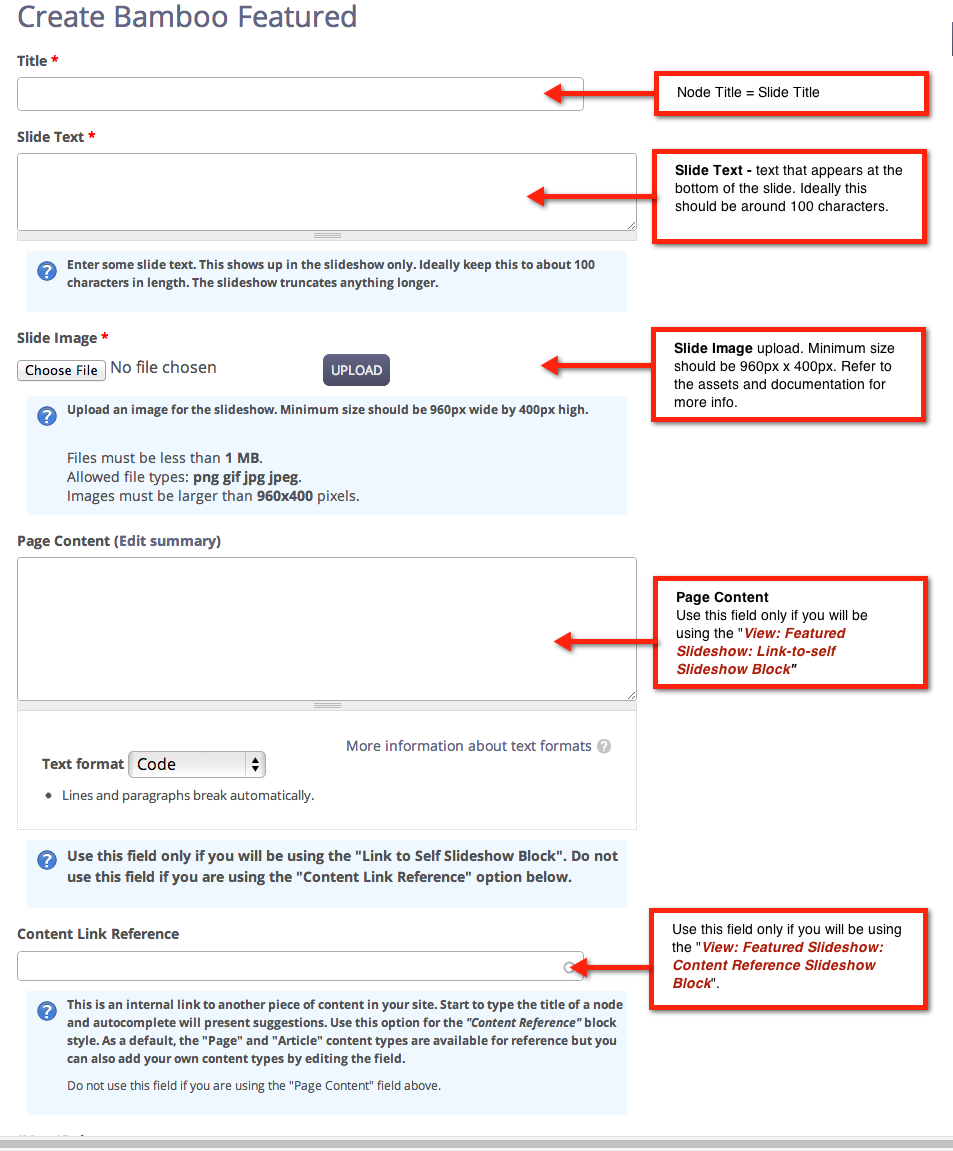 Create Bamboo Featured
Title *
Node Title = Slide Title
Slide Text *
Slide Text - text that appears at the
bottom of the slide. Ideally this
should be around 100 characters.
Enter some slide text. This shows up in the slideshow only. Ideally keep this to about 100
characters in length. The slideshow truncates anything longer.
Slide Image *
Choose File No file chosen
UPLOAD
Slide Image upload. Minimum size
should be 960px x 400px. Refer to
the assets and documentation for
more info.
Upload an image for the slideshow. Minimum size should be 960px wide by 400px high.
Files must be less than 1 MB.
Allowed file types: png gif jpg jpeg.
Images must be larger than 960x400 pixels.
Page Content (Edit summary)
Page Content
Use this field only if you will be
using the "View: Featured
Slideshow: Link-to-self
Slideshow Block"
More information about text formats ?
Text format Code
Lines and paragraphs break automatically.
Use this field only if you will be using the "Link to Self Slideshow Block". Do not
use this field if you are using the "Content Link Reference" option below.
Content Link Reference
Use this field only if you will be using
the "View: Featured Slideshow:
Content Reference Slideshow
Block".
This is an internal link to another piece of content in your site. Start to type the title of a node
and autocomplete will present suggestions. Use this option for the "Content Reference" block
style. As a default, the "Page" and "Article" content types are available for reference but you
can also add your own content types by editing the field.
Do not use this field if you are using the "Page Content" field above.